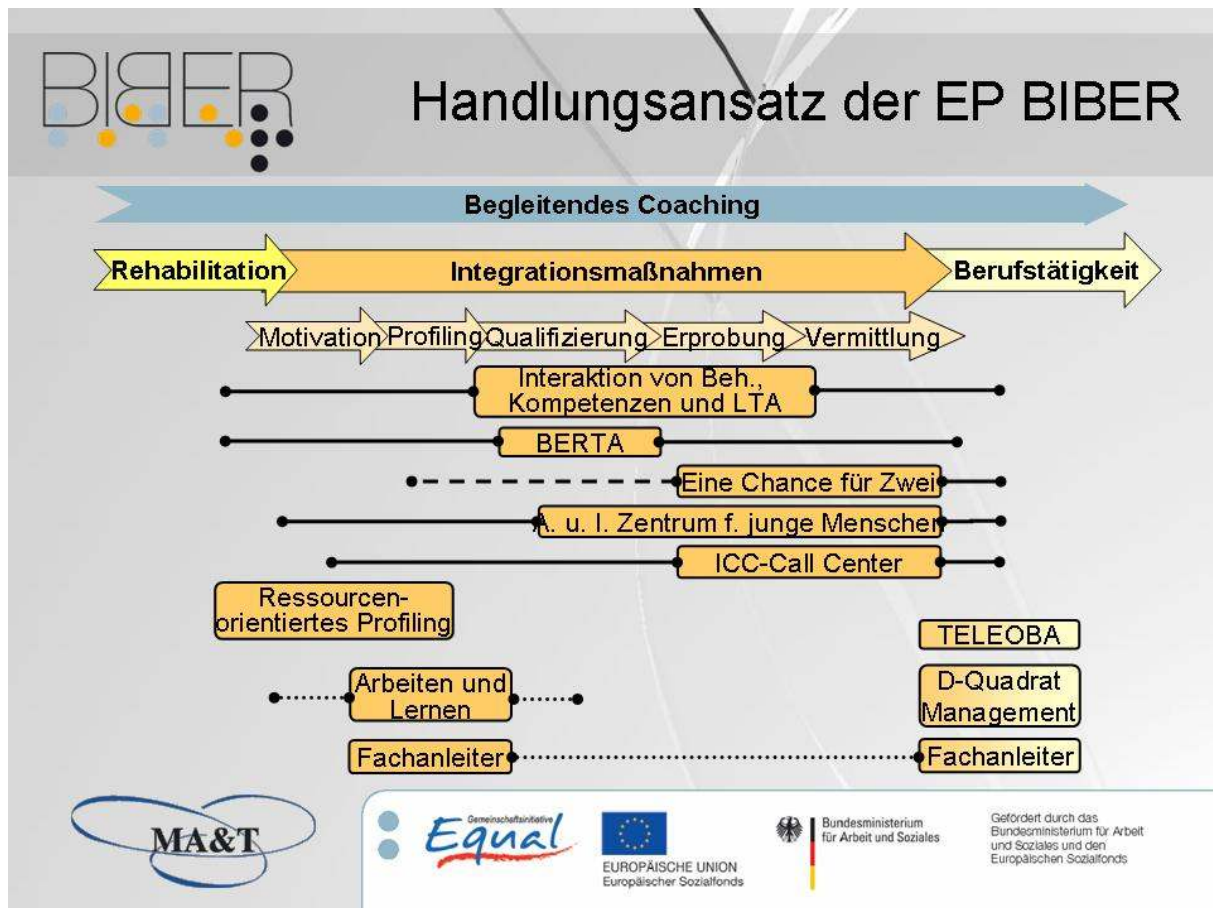 BIBER
Handlungsansatz der EP BIBER
Begleitendes Coaching
Rehabilitation
Integrationsmaßnahmen
Berufstätigkeit
Motivation
Profiling
Qualifizierung
Erprobung
Vermittlung
Interaktion von Beh.,
Kompetenzen und LTA
BERTA
Eine Chance für Zwei
A. u. I. Zentrum f. junge Menschen
ICC-Call Center
Ressourcen-
orientiertes Profiling
TELEOBA
Arbeiten und
Lernen
D-Quadrat
Management
Fachanleiter
Fachanleiter
MA&T
Gemeinschaftsinitiative
Equal
EUROPÄISCHE UNION
Europäischer Sozialfonds
Bundesministerium
für Arbeit und Soziales
Gefördert durch das
Bundesministerium für Arbeit
und Soziales und den
Europäischen Sozialfonds